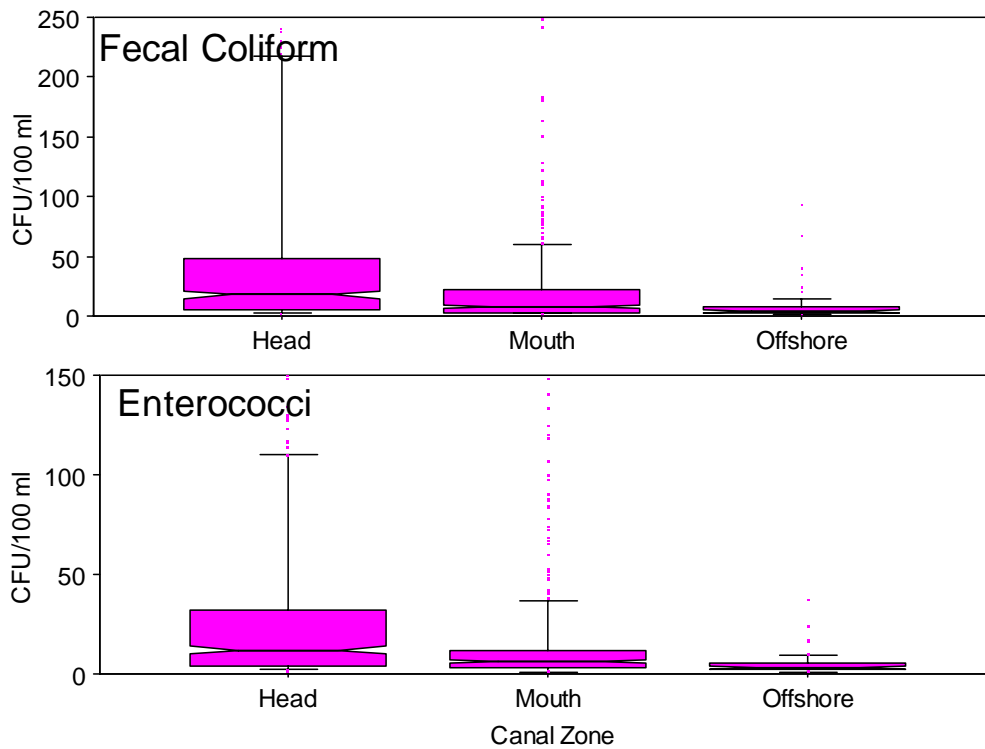 Fecal Coliform
CFU/100 ml
250
200
150
100
50
0
Head Mouth Offshore
Enterococci
CFU/100 ml
150
100
50
0
Head Mouth Offshore
Canal Zone